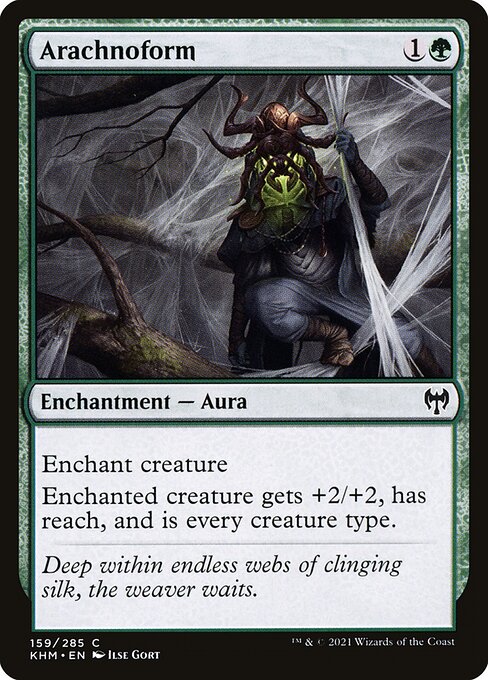 Arachnoform 1
Enchantment — Aura
Enchant creature
Enchanted creature gets +2/+2, has
reach, and is every creature type.
Deep within endless webs of clinging
silk, the weaver waits.
159/285 C
KHM • EN Ilse Gort
™ & © 2021 Wizards of the Coast